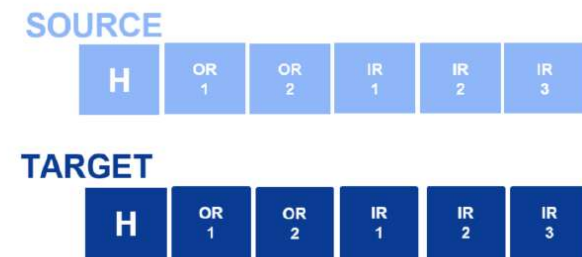 SOURCE
H OR 1 OR 2 IR 1 IR 2 IR 3
TARGET
H OR 1 OR 2 IR 1 IR 2 IR 3